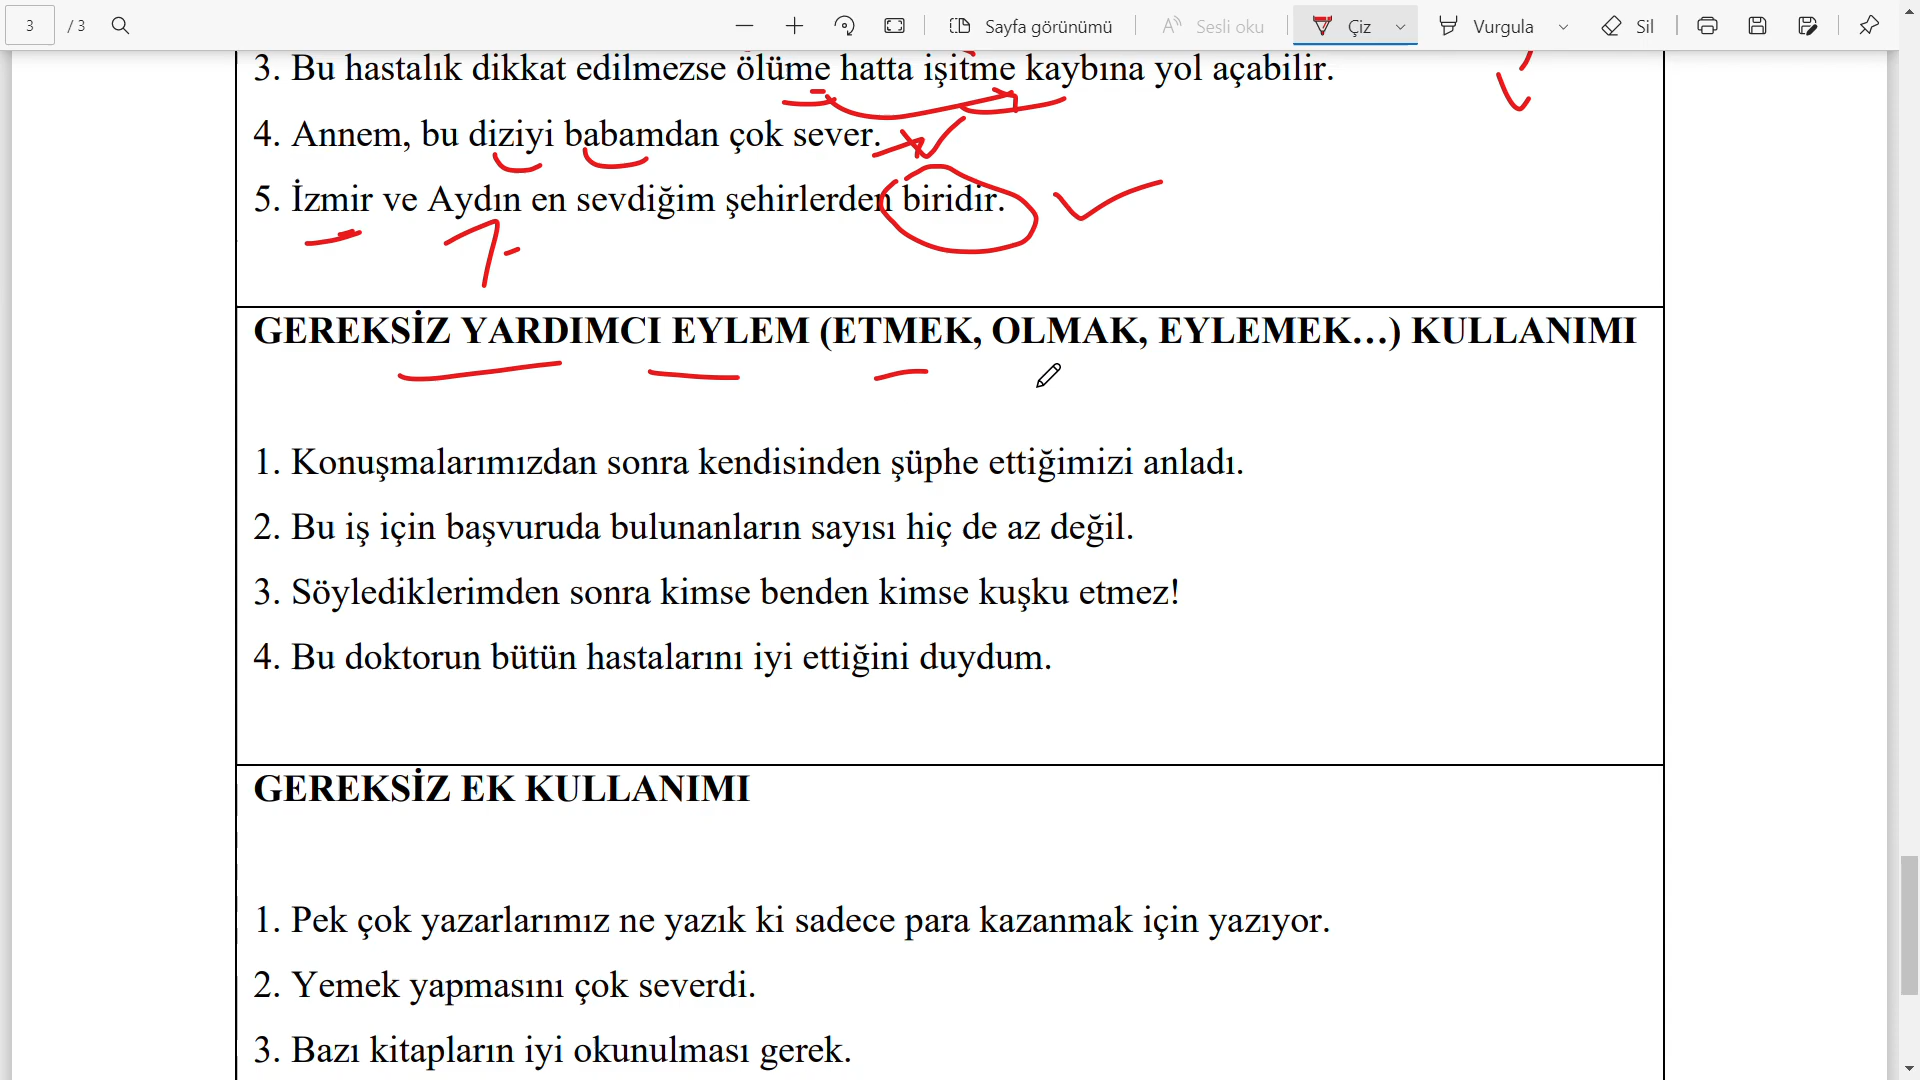 3 / 3 Sayfa görünümü Sesli oku Çiz Vurgula Sil
3. Bu hastalık dikkat edilmezse ölüme hatta işitme kaybına yol açabilir.
4. Annem, bu diziyi babamdan çok sever.
5. İzmir ve Aydın en sevdiğim şehirlerden biridir.
GEREKSİZ YARDIMCI EYLEM (ETMEK, OLMAK, EYLEMEK…) KULLANIMI
1. Konuşmalarımızdan sonra kendisinden şüphe ettiğimizi anladı.
2. Bu iş için başvuruda bulunanların sayısı hiç de az değil.
3. Söylediklerimden sonra kimse benden kimse kuşku etmez!
4. Bu doktorun bütün hastalarını iyi ettiğini duydum.
GEREKSİZ EK KULLANIMI
1. Pek çok yazarlarımız ne yazık ki sadece para kazanmak için yazıyor.
2. Yemek yapmasını çok severdi.
3. Bazı kitapların iyi okunulması gerek.